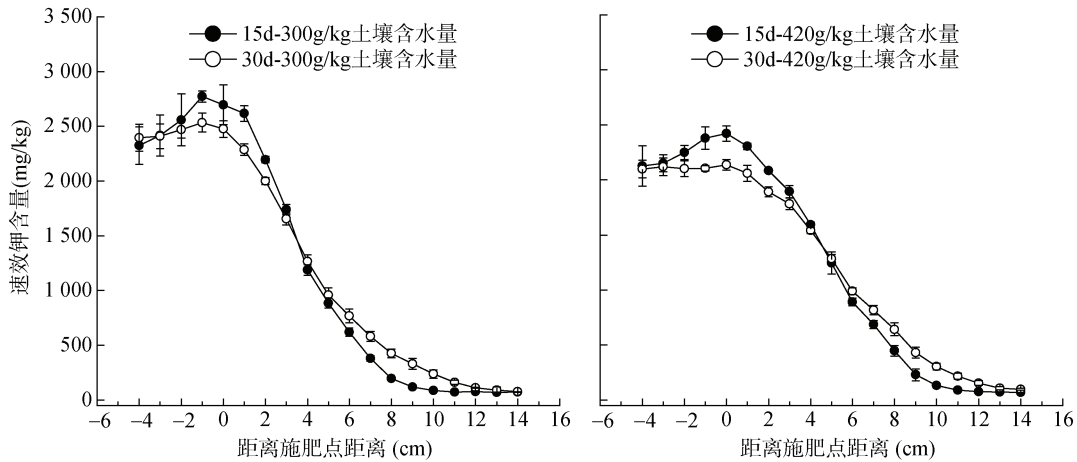 3 500
3 000
2 500
2 000
1 500
1 000
500
0
速效钾含量(mg/kg)
15d-300g/kg土壤含水量
30d-300g/kg土壤含水量
−6 −4 −2 0 2 4 6 8 10 12 14 16
距离施肥点距离 (cm)
15d-420g/kg土壤含水量
30d-420g/kg土壤含水量
−6 −4 −2 0 2 4 6 8 10 12 14 16
距离施肥点距离 (cm)